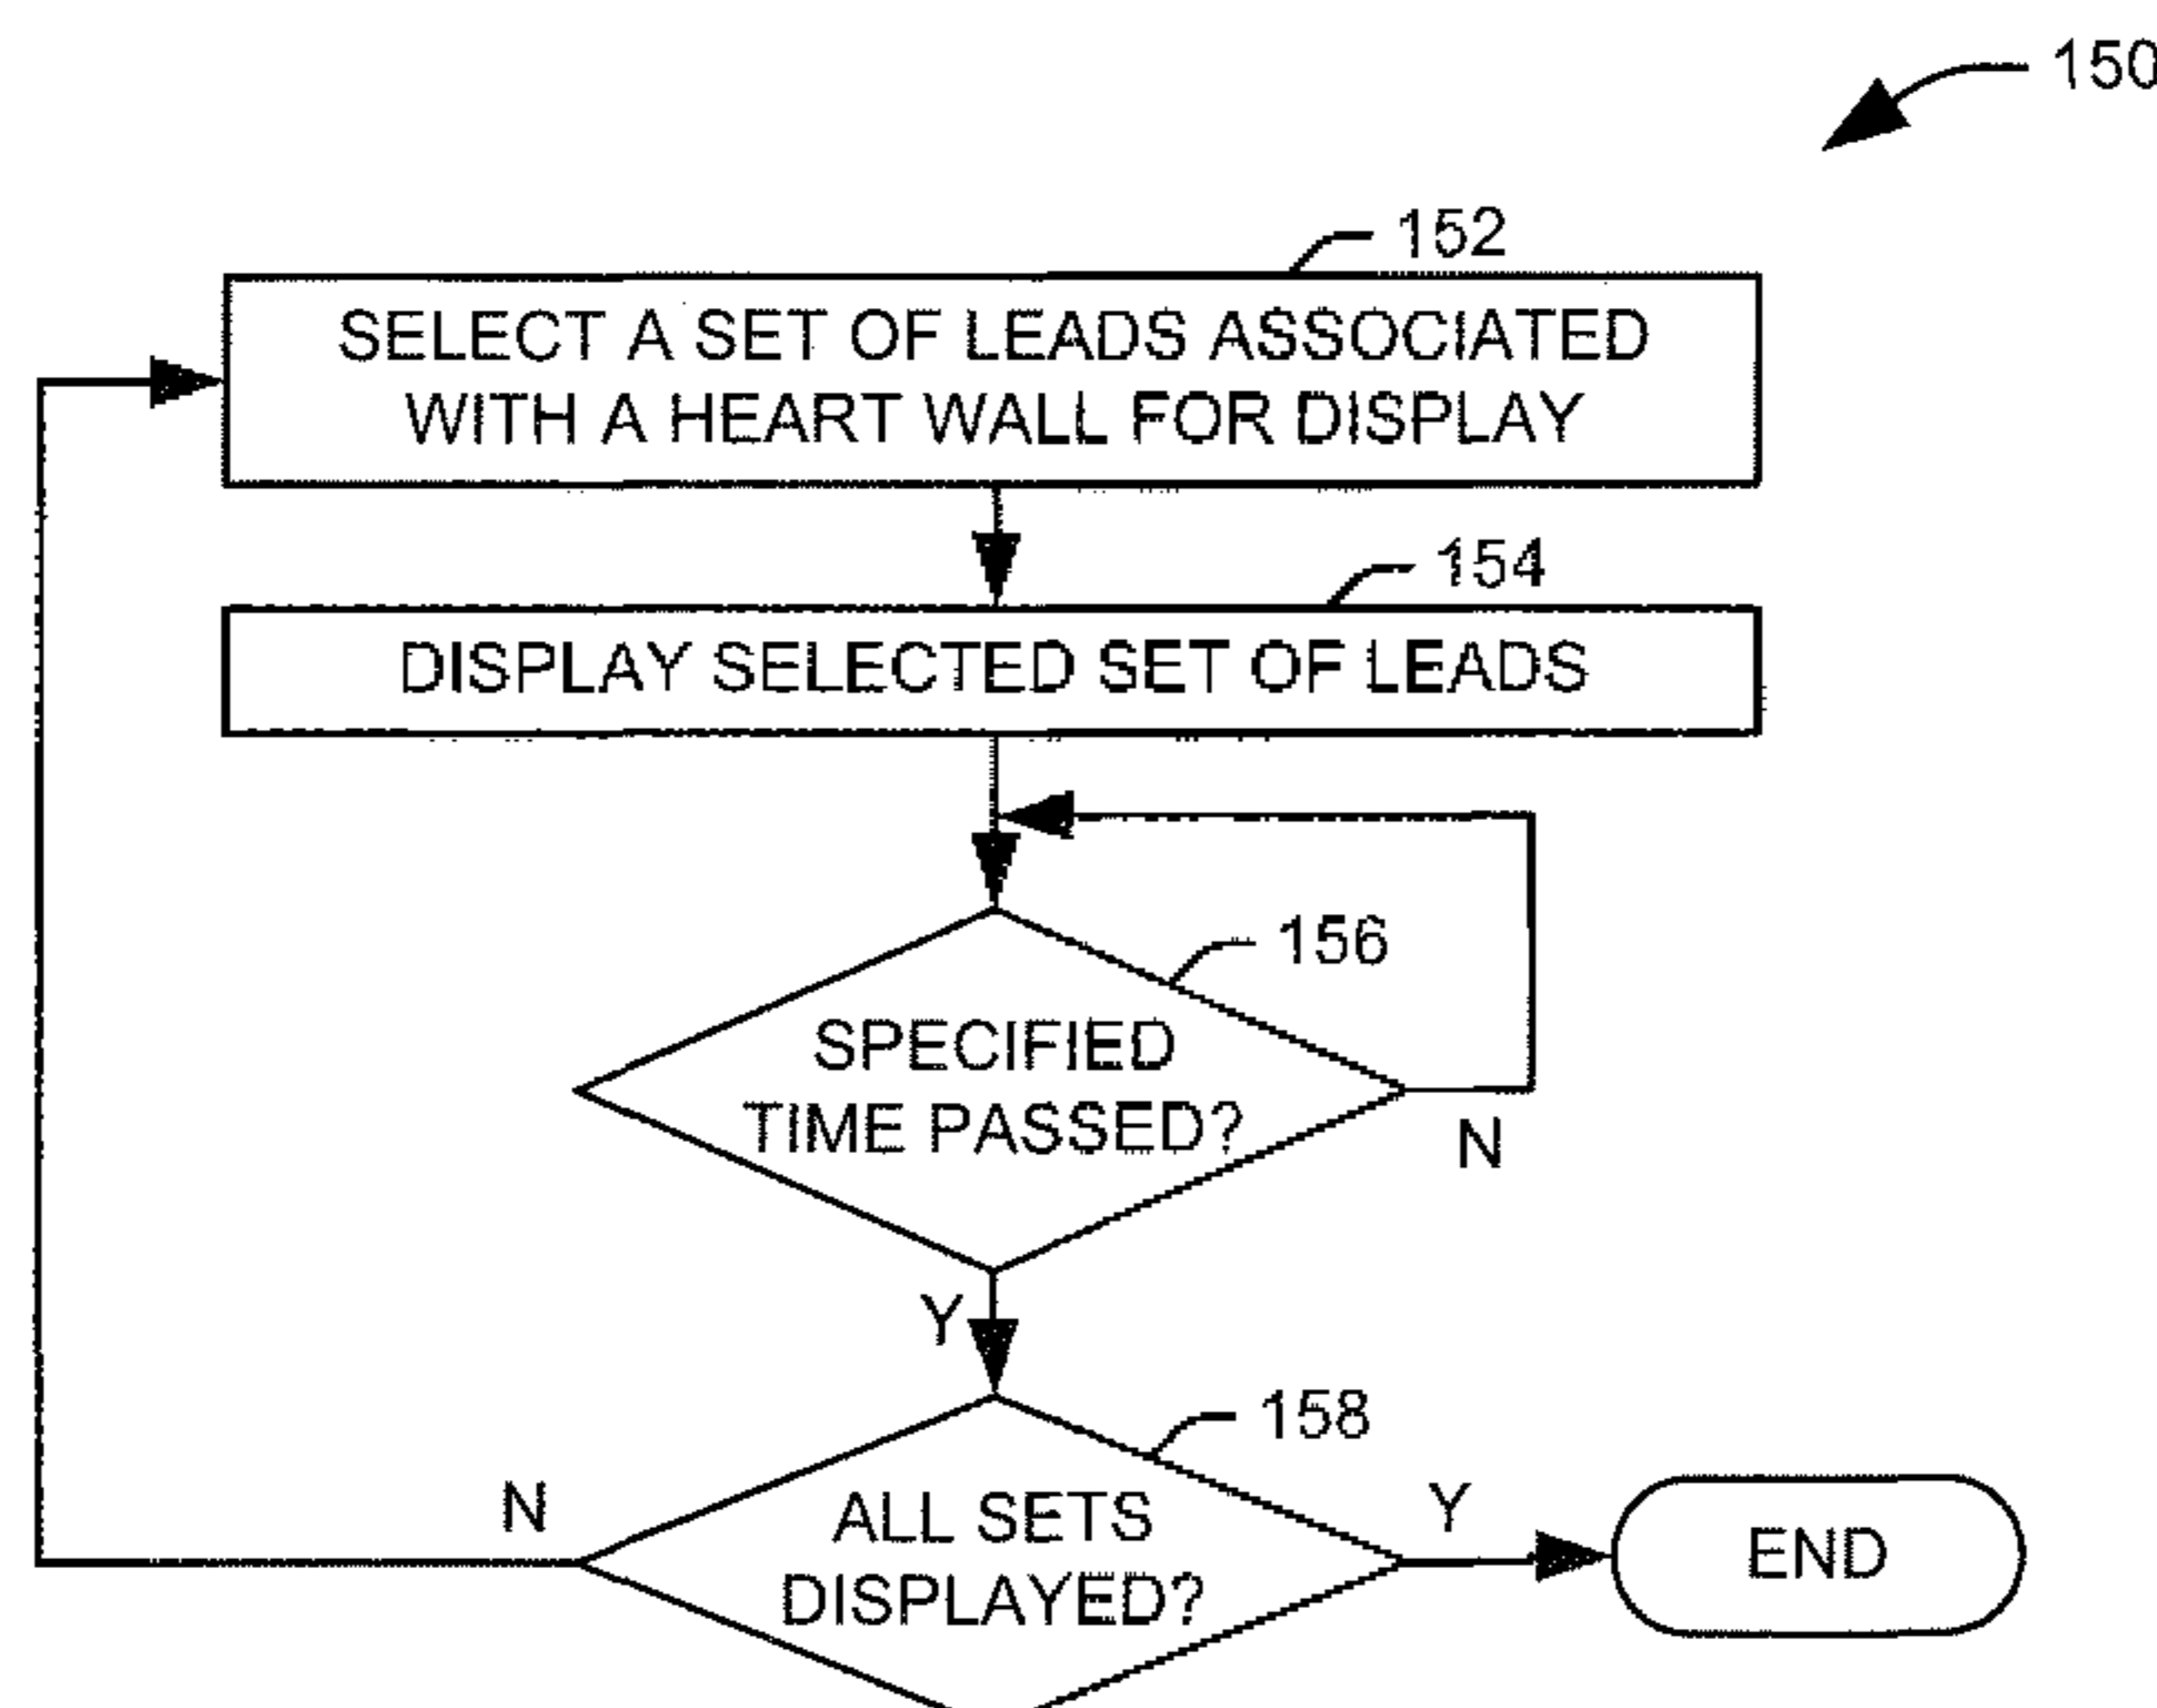 150
152
SELECT A SET OF LEADS ASSOCIATED
WITH A HEART WALL FOR DISPLAY
154
DISPLAY SELECTED SET OF LEADS
156
SPECIFIED
TIME PASSED?
N
Y
158
N
ALL SETS
DISPLAYED?
Y
END